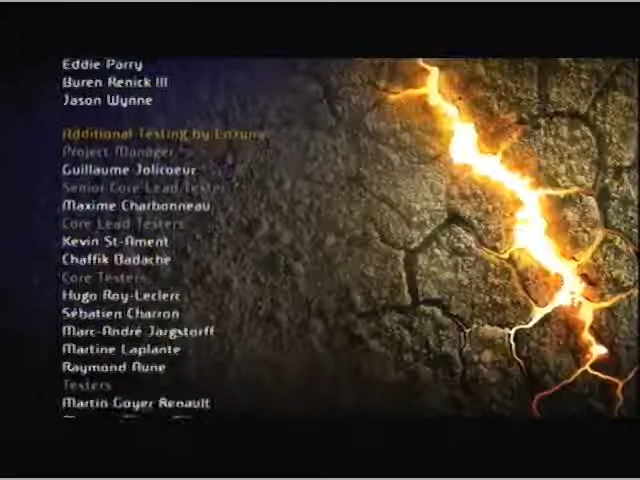 Eddie Parry
Buren Renick III
Jason Wynne
Additional Testing by Enzyme
Project Manager
Guillaume Jolicoeur
Senior Core Lead Tester
Maxime Charbonneau
Core Lead Testers
Kevin St-Ament
Chaffik Badache
Core Testers
Hugo Roy-Leclerc
Sébatien Charron
Marc-André Jargstorff
Martine Laplante
Raymond Aune
Testers
Martin Goyer Renault